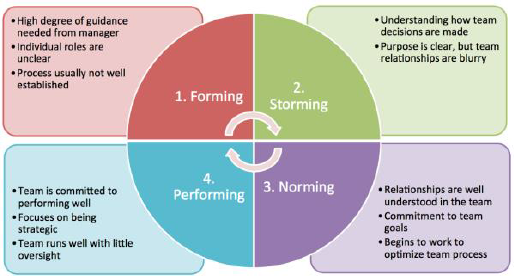 • High degree of guidance
needed from manager
• Individual roles are
unclear
• Process usually not well
established
• Understanding how team
decisions are made
• Purpose is clear, but team
relationships are blurry
1. Forming
2.
Storming
4.
Performing
3. Norming
• Team is committed to
performing well
• Focuses on being
strategic
• Team runs well with little
oversight
• Relationships are well
understood in the team
• Commitment to team
goals
• Begins to work to
optimize team process